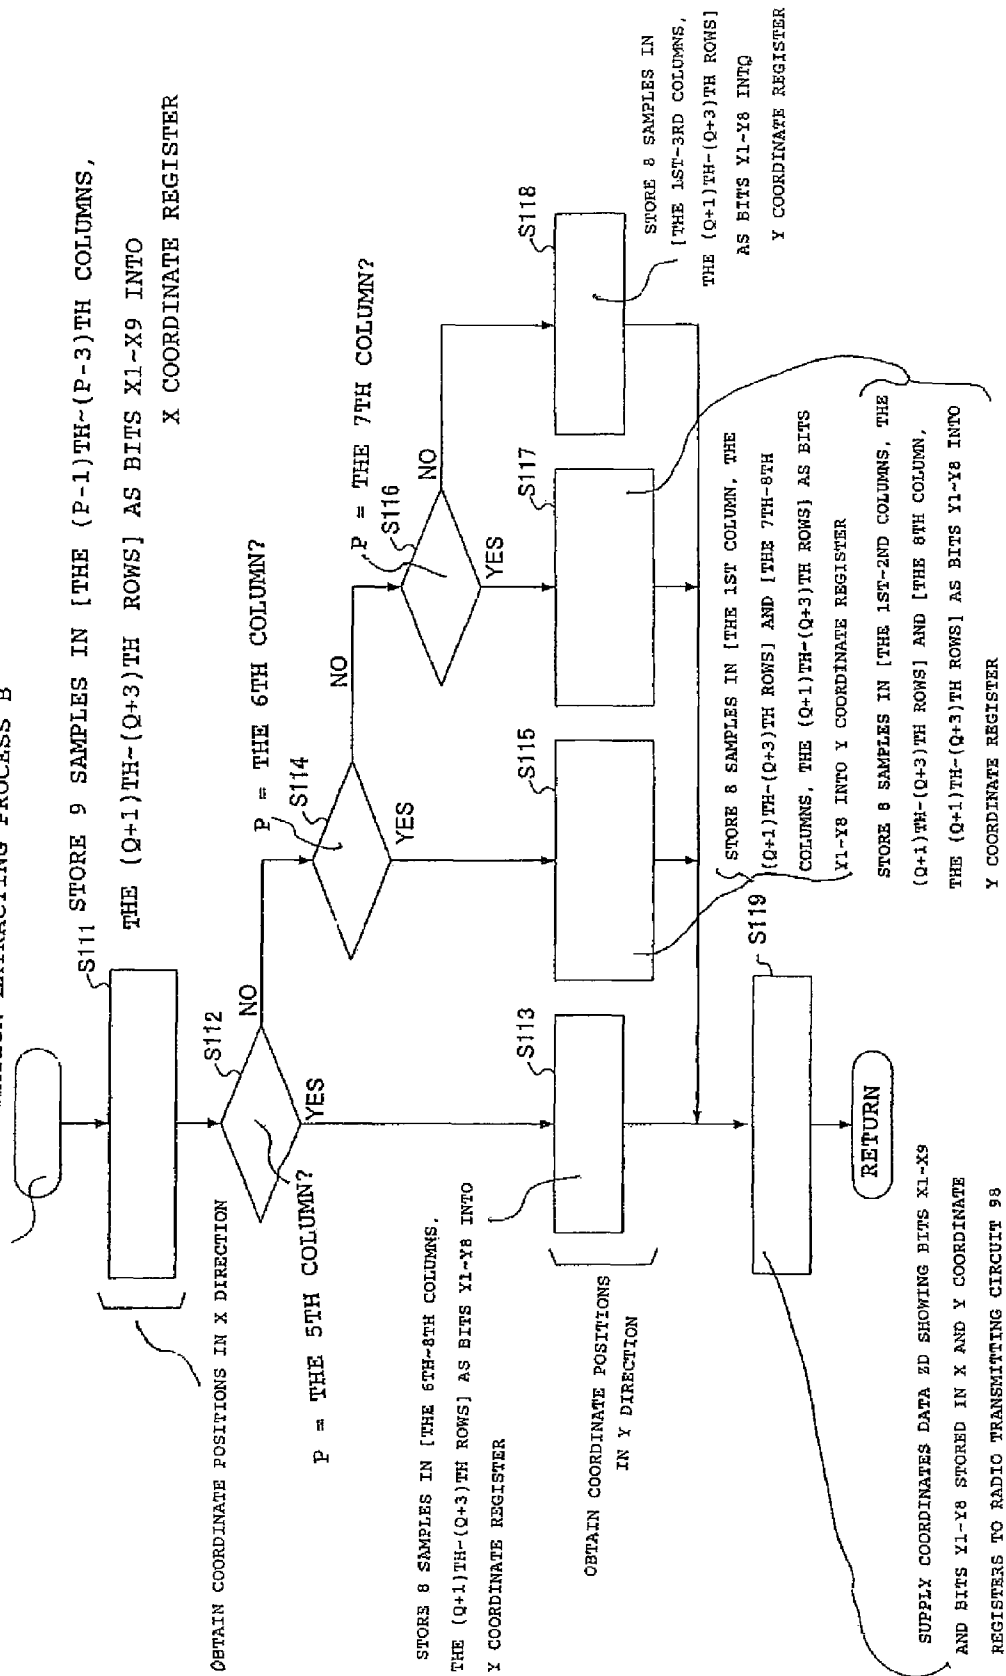 EXTRACTING PROCESS B
S111
STORE 9 SAMPLES IN [THE (P-1)TH~(P-3)TH COLUMNS,
THE (Q+1)TH~(Q+3)TH ROWS] AS BITS X1~X9 INTO
X COORDINATE REGISTER
OBTAIN COORDINATE POSITIONS IN X DIRECTION
S112
P = THE 5TH COLUMN?
NO
YES
P = THE 6TH COLUMN?
S114
NO
YES
P = THE 7TH COLUMN?
S116
NO
YES
STORE 8 SAMPLES IN [THE 6TH~8TH COLUMNS,
THE (Q+1)TH~(Q+3)TH ROWS] AS BITS Y1~Y8 INTO
Y COORDINATE REGISTER
S113
S115
S117
S118
STORE 8 SAMPLES IN
[THE 1ST-3RD COLUMNS,
THE (Q+1)TH-(Q+3)TH ROWS]
AS BITS Y1-Y8 INTQ
Y COORDINATE REGISTER
OBTAIN COORDINATE POSITIONS
IN Y DIRECTION
STORE 8 SAMPLES IN [THE 1ST COLUMN, THE
(Q+1)TH-(Q+3)TH ROWS] AND [THE 7TH-8TH
COLUMNS, THE (Q+1)TH-(Q+3)TH ROWS] AS BITS
Y1-Y8 INTO Y COORDINATE REGISTER
STORE 8 SAMPLES IN [THE 1ST-2ND COLUMNS, THE
(Q+1)TH-(Q+3)TH ROWS] AND [THE 8TH COLUMN,
THE (Q+1)TH-(Q+3)TH ROWS] AS BITS Y1-Y8 INTO
Y COORDINATE REGISTER
S119
RETURN
SUPPLY COORDINATES DATA ZD SHOWING BITS X1-X9
AND BITS Y1-Y8 STORED IN X AND Y COORDINATE
REGISTERS TO RADIO TRANSMITTING CIRCUIT 98